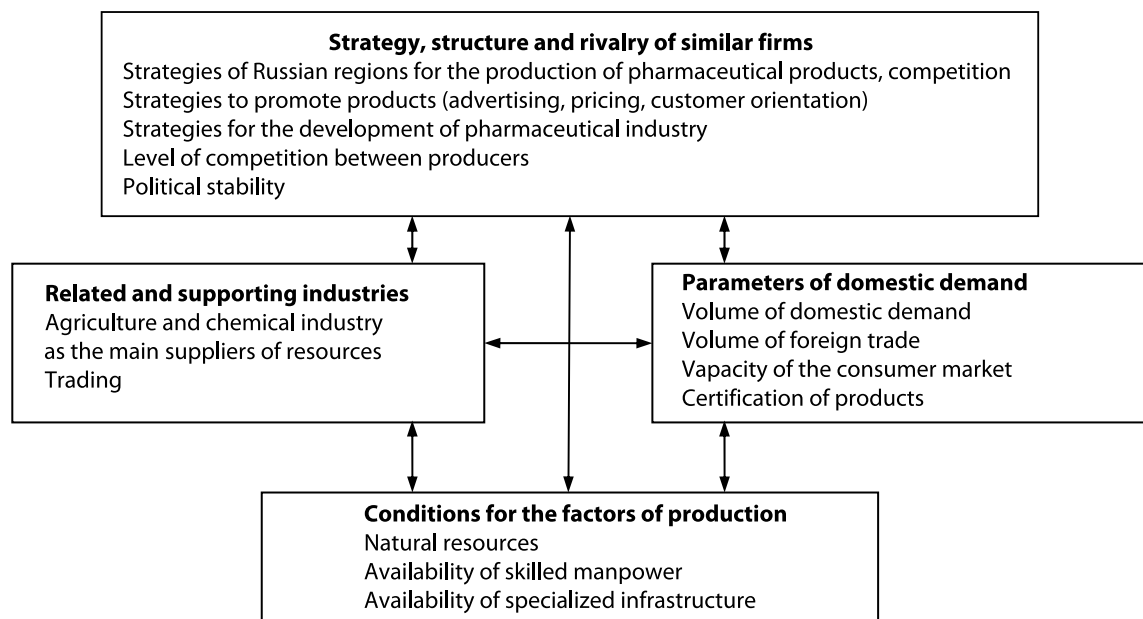 Strategy, structure and rivalry of similar firms
Strategies of Russian regions for the production of pharmaceutical products, competition
Strategies to promote products (advertising, pricing, customer orientation)
Strategies for the development of pharmaceutical industry
Level of competition between producers
Political stability
Related and supporting industries
Agriculture and chemical industry
as the main suppliers of resources
Trading
Parameters of domestic demand
Volume of domestic demand
Volume of foreign trade
Vapacity of the consumer market
Certification of products
Conditions for the factors of production
Natural resources
Availability of skilled manpower
Availability of specialized infrastructure